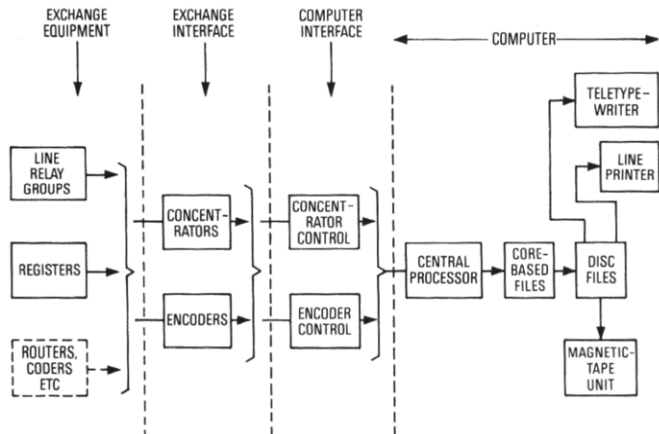 EXCHANGE
EQUIPMENT
EXCHANGE
INTERFACE
COMPUTER
INTERFACE
COMPUTER
TELETYPE-
WRITER
LINE
PRINTER
LINE
RELAY
GROUPS
CONCENT-
RATORS
CONCENT-
RATOR
CONTROL
REGISTERS
CENTRAL
PROCESSOR
CORE-
BASED
FILES
DISC
FILES
ENCODERS
ENCODER
CONTROL
ROUTERS,
CODERS
ETC
MAGNETIC-
TAPE
UNIT